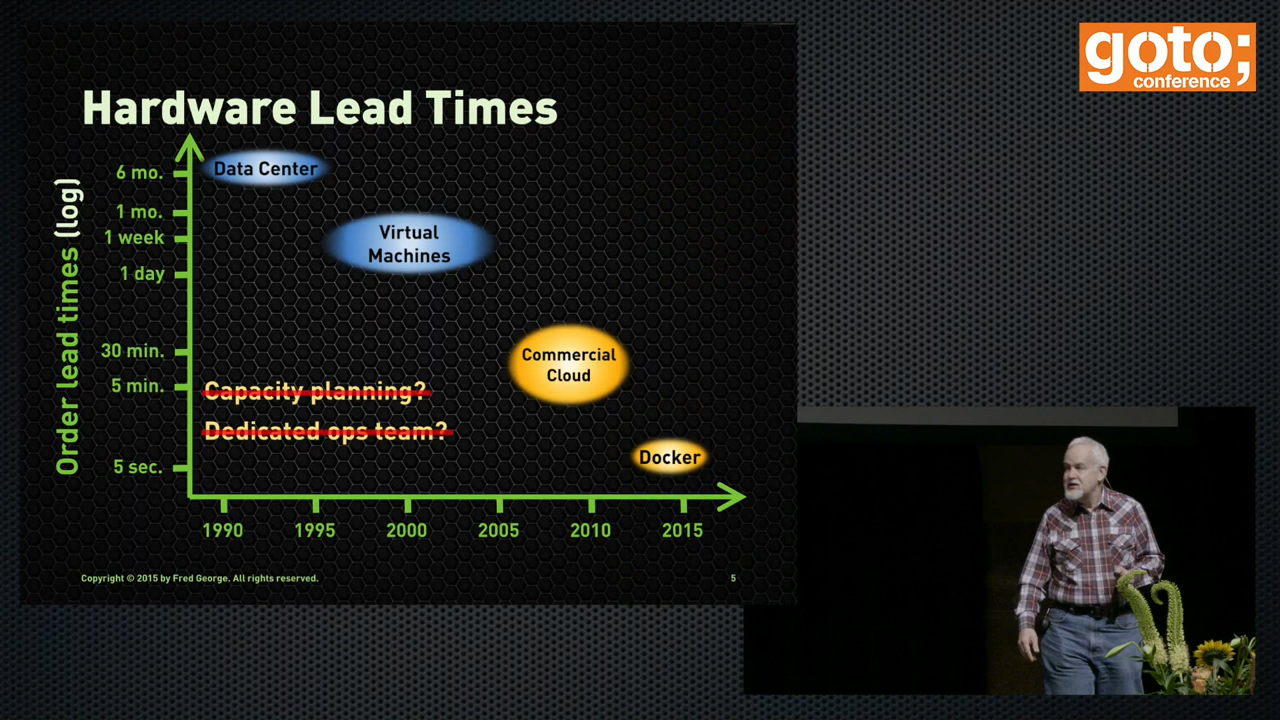 goto;
conference
Hardware Lead Times
Order lead times (log)
6 mo.
1 mo.
1 week
1 day
30 min.
5 min.
5 sec.
Data Center
Virtual
Machines
Commercial
Cloud
Docker
Capacity planning?
Dedicated ops team?
1990 1995 2000 2005 2010 2015
Copyright © 2015 by Fred George. All rights reserved.
5